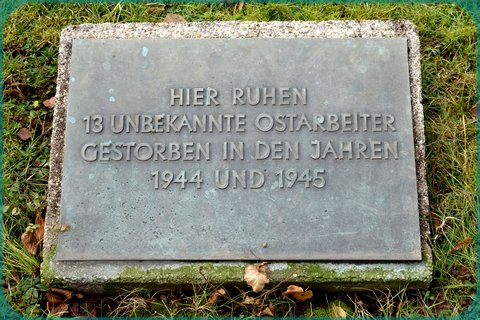 HIER RUHEN
13 UNBEKANNTE OSTARBEITER
GESTORBEN IN DEN JAHREN
1944 UND 1945